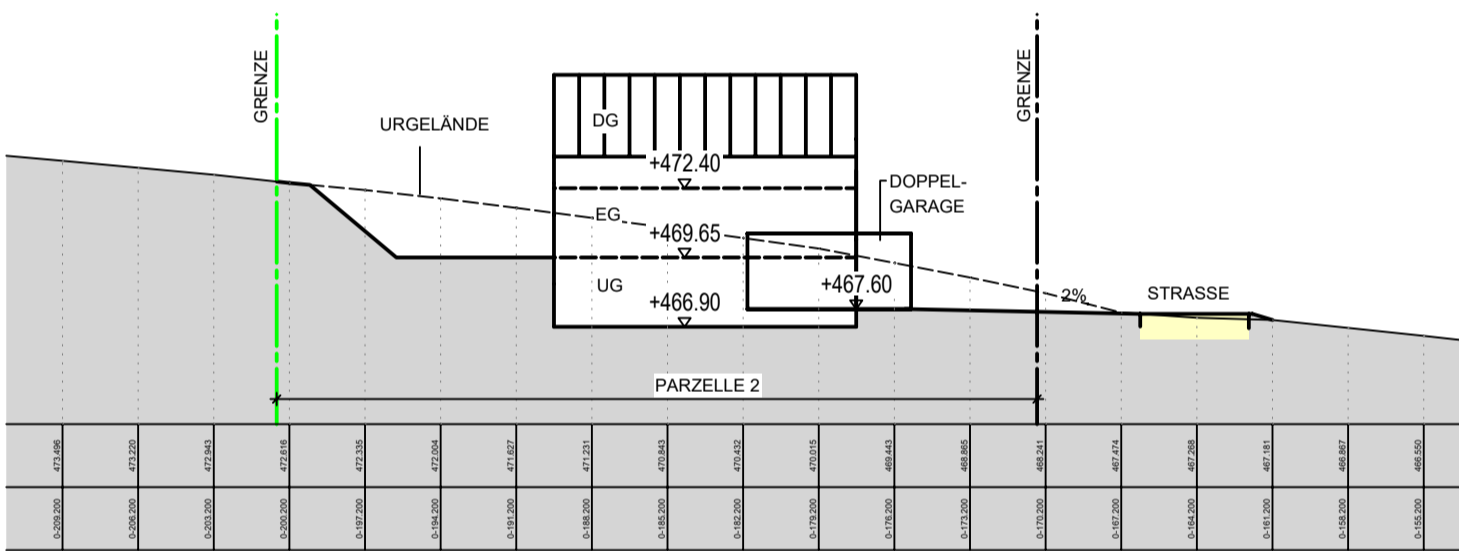 GRENZE
URGELÄNDE
DG
+472.40
EG
+469.65
UG
+466.90
DOPPEL-
GARAGE
+467.60
GRENZE
2%
STRASSE
PARZELLE 2
473.496 473.220 472.943 472.616 472.335 472.004 471.627 471.231 470.843 470.432 470.015 469.443 468.865 468.241 467.474 467.268 467.181 466.867 466.550
0-209.200 0-206.200 0-203.200 0-200.200 0-197.200 0-194.200 0-191.200 0-188.200 0-185.200 0-182.200 0-179.200 0-176.200 0-173.200 0-170.200 0-167.200 0-164.200 0-161.200 0-158.200 0-155.200